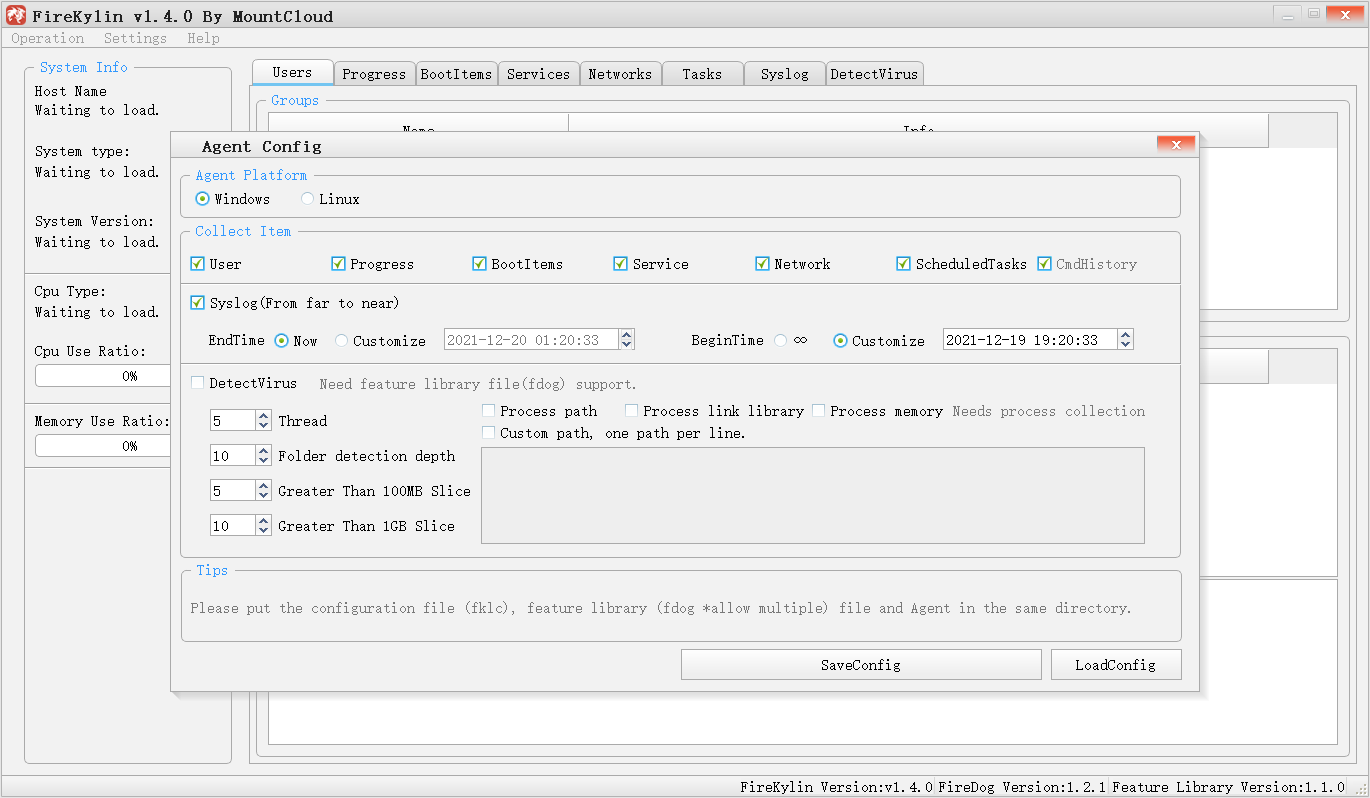 FireKylin v1.4.0 By MountCloud
Operation Settings Help
System Info
Host Name
Waiting to load.
System type:
Waiting to load.
System Version:
Waiting to load.
Cpu Type:
Waiting to load.
Cpu Use Ratio:
0%
Memory Use Ratio:
0%
Users Progress BootItems Services Networks Tasks Syslog DetectVirus
Groups
Name Info
Agent Config
Agent Platform
Windows Linux
Collect Item
User Progress BootItems Service Network ScheduledTasks CmdHistory
Syslog(From far to near)
EndTime Now Customize 2021-12-20 01:20:33 BeginTime ∞ Customize 2021-12-19 19:20:33
DetectVirus Need feature library file(fdog) support.
5 Thread
10 Folder detection depth
5 Greater Than 100MB Slice
10 Greater Than 1GB Slice
Process path Process link library Process memory Needs process collection
Custom path, one path per line.
Tips
Please put the configuration file (fklc), feature library (fdog *allow multiple) file and Agent in the same directory.
SaveConfig LoadConfig
FireKylin Version:v1.4.0 FireDog Version:1.2.1 Feature Library Version:1.1.0